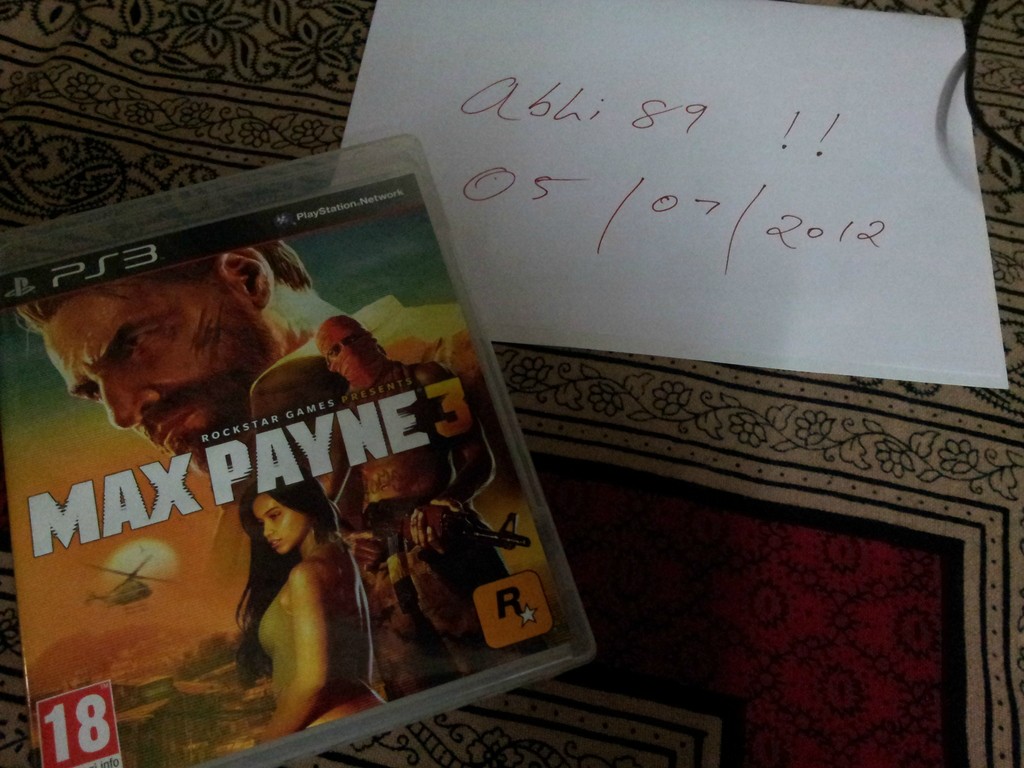 Abhi 89 !!
05/07/2012
PlayStation Network
PS3
ROCKSTAR GAMES PRESENTS
MAX PAYNE 3
R
18